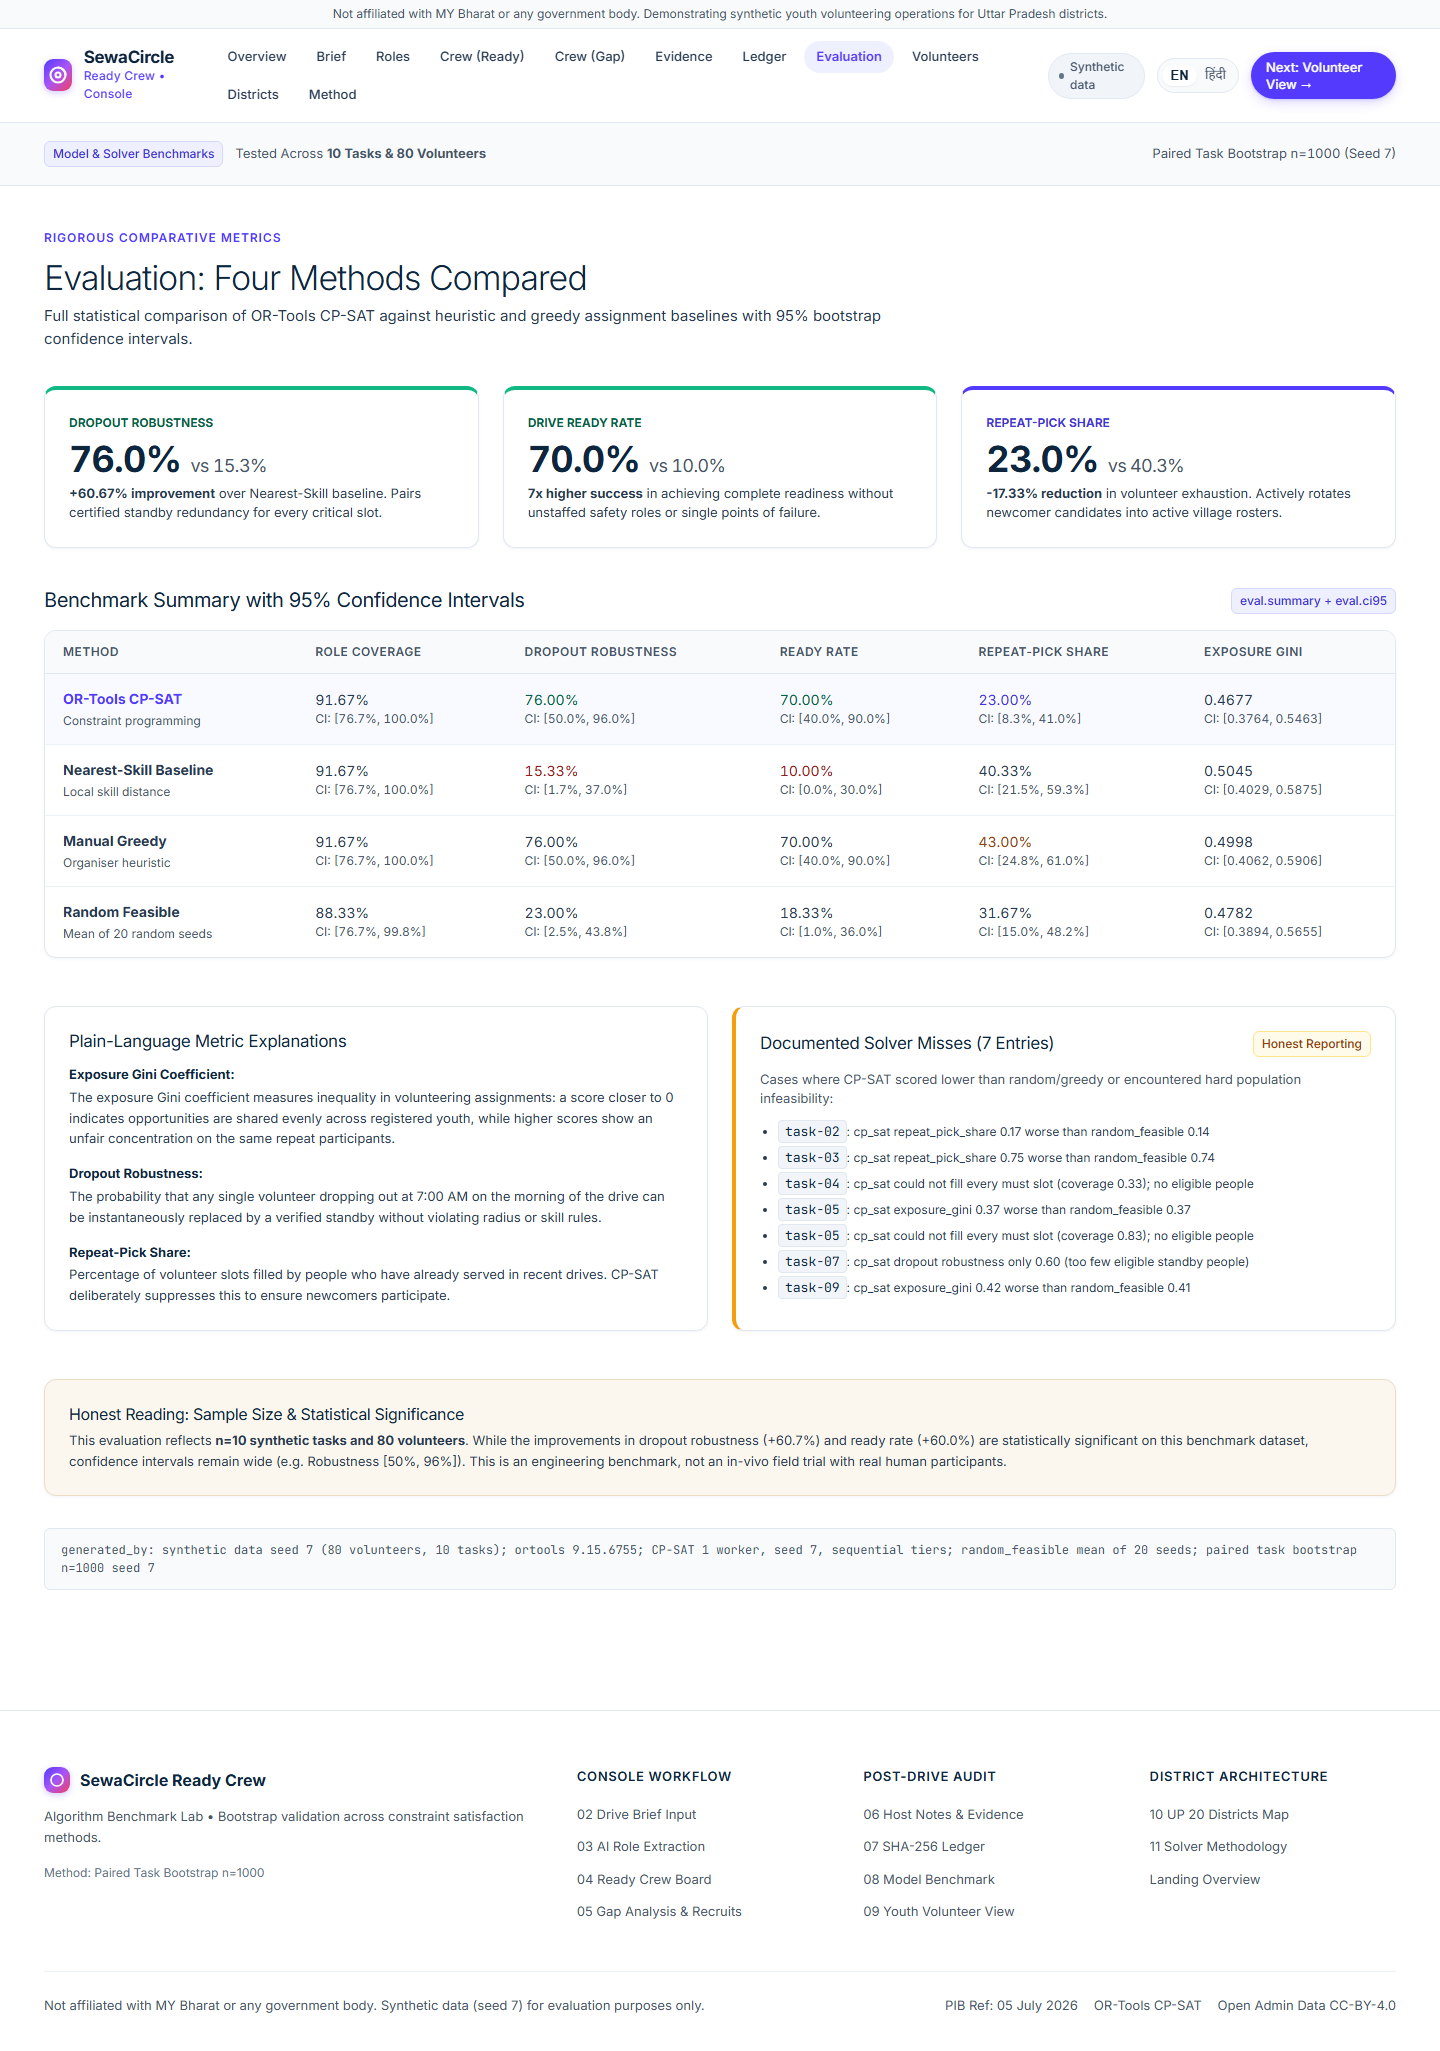 Not affiliated with MY Bharat or any government body. Demonstrating synthetic youth volunteering operations for Uttar Pradesh districts.
SewaCircle
Ready Crew •
Console
Overview Brief Roles Crew (Ready) Crew (Gap) Evidence Ledger Evaluation Volunteers
Districts Method
Synthetic
data
EN हिंदी
Next: Volunteer
View →
Model & Solver Benchmarks Tested Across 10 Tasks & 80 Volunteers Paired Task Bootstrap n=1000 (Seed 7)
RIGOROUS COMPARATIVE METRICS
Evaluation: Four Methods Compared
Full statistical comparison of OR-Tools CP-SAT against heuristic and greedy assignment baselines with 95% bootstrap
confidence intervals.
DROPOUT ROBUSTNESS
76.0% vs 15.3%
+60.67% improvement over Nearest-Skill baseline. Pairs
certified standby redundancy for every critical slot.
DRIVE READY RATE
70.0% vs 10.0%
7x higher success in achieving complete readiness without
unstaffed safety roles or single points of failure.
REPEAT-PICK SHARE
23.0% vs 40.3%
-17.33% reduction in volunteer exhaustion. Actively rotates
newcomer candidates into active village rosters.
Benchmark Summary with 95% Confidence Intervals eval.summary + eval.ci95
METHOD ROLE COVERAGE DROPOUT ROBUSTNESS READY RATE REPEAT-PICK SHARE EXPOSURE GINI
OR-Tools CP-SAT 91.67% 76.00% 70.00% 23.00% 0.4677
Constraint programming CI: [76.7%, 100.0%] CI: [50.0%, 96.0%] CI: [40.0%, 90.0%] CI: [8.3%, 41.0%] CI: [0.3764, 0.5463]
Nearest-Skill Baseline 91.67% 15.33% 10.00% 40.33% 0.5045
Local skill distance CI: [76.7%, 100.0%] CI: [1.7%, 37.0%] CI: [0.0%, 30.0%] CI: [21.5%, 59.3%] CI: [0.4029, 0.5875]
Manual Greedy 91.67% 76.00% 70.00% 43.00% 0.4998
Organiser heuristic CI: [76.7%, 100.0%] CI: [50.0%, 96.0%] CI: [40.0%, 90.0%] CI: [24.8%, 61.0%] CI: [0.4062, 0.5906]
Random Feasible 88.33% 23.00% 18.33% 31.67% 0.4782
Mean of 20 random seeds CI: [76.7%, 99.8%] CI: [2.5%, 43.8%] CI: [1.0%, 36.0%] CI: [15.0%, 48.2%] CI: [0.3894, 0.5655]
Plain-Language Metric Explanations
Exposure Gini Coefficient:
The exposure Gini coefficient measures inequality in volunteering assignments: a score closer to 0
indicates opportunities are shared evenly across registered youth, while higher scores show an
unfair concentration on the same repeat participants.
Dropout Robustness:
The probability that any single volunteer dropping out at 7:00 AM on the morning of the drive can
be instantaneously replaced by a verified standby without violating radius or skill rules.
Repeat-Pick Share:
Percentage of volunteer slots filled by people who have already served in recent drives. CP-SAT
deliberately suppresses this to ensure newcomers participate.
Documented Solver Misses (7 Entries) Honest Reporting
Cases where CP-SAT scored lower than random/greedy or encountered hard population
infeasibility:
• task-02: cp_sat repeat_pick_share 0.17 worse than random_feasible 0.14
• task-03: cp_sat repeat_pick_share 0.75 worse than random_feasible 0.74
• task-04: cp_sat could not fill every must slot (coverage 0.33); no eligible people
• task-05: cp_sat exposure_gini 0.37 worse than random_feasible 0.37
• task-05: cp_sat could not fill every must slot (coverage 0.83); no eligible people
• task-07: cp_sat dropout robustness only 0.60 (too few eligible standby people)
• task-09: cp_sat exposure_gini 0.42 worse than random_feasible 0.41
Honest Reading: Sample Size & Statistical Significance
This evaluation reflects n=10 synthetic tasks and 80 volunteers. While the improvements in dropout robustness (+60.7%) and ready rate (+60.0%) are statistically significant on this benchmark dataset,
confidence intervals remain wide (e.g. Robustness [50%, 96%]). This is an engineering benchmark, not an in-vivo field trial with real human participants.
generated_by: synthetic data seed 7 (80 volunteers, 10 tasks); ortools 9.15.6755; CP-SAT 1 worker, seed 7, sequential tiers; random_feasible mean of 20 seeds; paired task bootstrap
n=1000 seed 7
SewaCircle Ready Crew
Algorithm Benchmark Lab • Bootstrap validation across constraint satisfaction
methods.
Method: Paired Task Bootstrap n=1000
CONSOLE WORKFLOW
02 Drive Brief Input
03 AI Role Extraction
04 Ready Crew Board
05 Gap Analysis & Recruits
POST-DRIVE AUDIT
06 Host Notes & Evidence
07 SHA-256 Ledger
08 Model Benchmark
09 Youth Volunteer View
DISTRICT ARCHITECTURE
10 UP 20 Districts Map
11 Solver Methodology
Landing Overview
Not affiliated with MY Bharat or any government body. Synthetic data (seed 7) for evaluation purposes only.
PIB Ref: 05 July 2026 OR-Tools CP-SAT Open Admin Data CC-BY-4.0